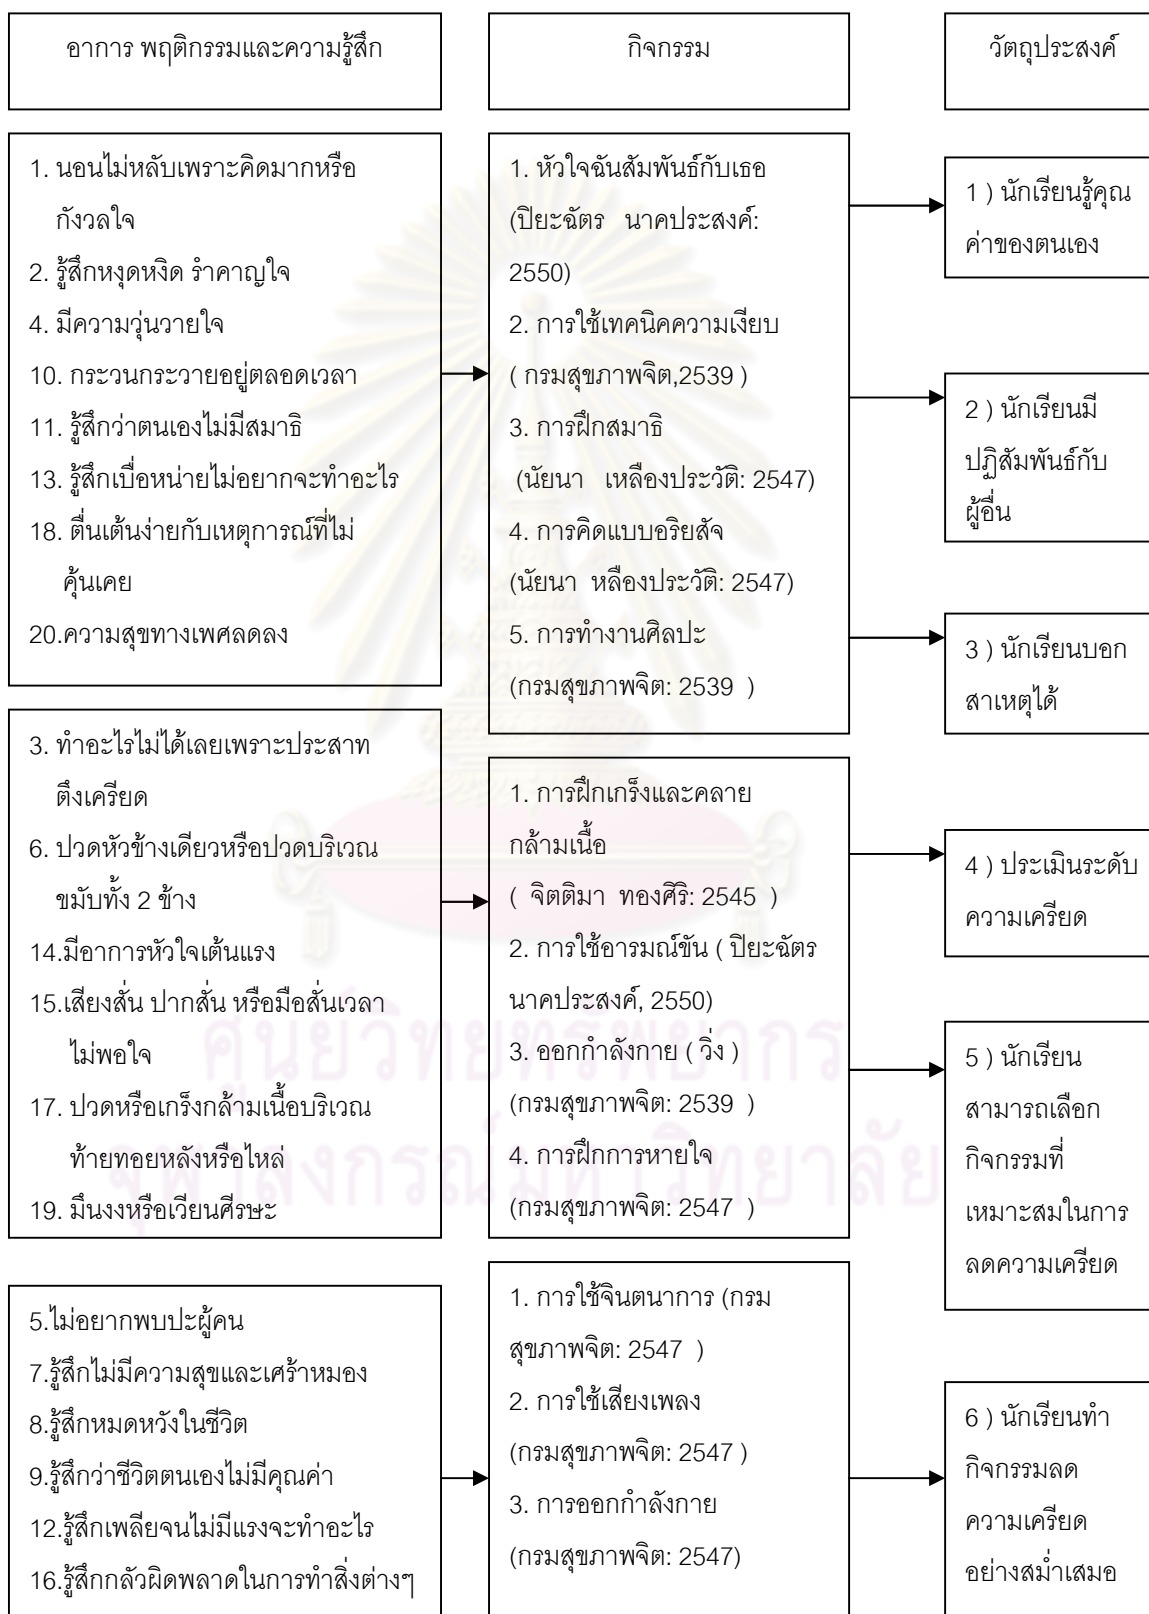 อาการ พฤติกรรมและความรู้สึก
กิจกรรม
วัตถุประสงค์
1. นอนไม่หลับเพราะคิดมากหรือ
กังวลใจ
2. รู้สึกหงุดหงิด รำคาญใจ
4. มีความวุ่นวายใจ
10. กระวนกระวายอยู่ตลอดเวลา
11. รู้สึกว่าตนเองไม่มีสมาธิ
13. รู้สึกเบื่อหน่ายไม่อยากจะทำอะไร
18. ตื่นเต้นง่ายกับเหตุการณ์ที่ไม่
คุ้นเคย
20.ความสุขทางเพศลดลง
1. หัวใจฉันสัมพันธ์กับเธอ
(ปิยะฉัตร นาคประสงค์:
2550)
2. การใช้เทคนิคความเงียบ
( กรมสุขภาพจิต,2539 )
3. การฝึกสมาธิ
(นัยนา เหลืองประวัติ: 2547)
4. การคิดแบบอริยสัจ
(นัยนา หลืองประวัติ: 2547)
5. การทำงานศิลปะ
(กรมสุขภาพจิต: 2539 )
1 ) นักเรียนรู้คุณ
ค่าของตนเอง
2 ) นักเรียนมี
ปฏิสัมพันธ์กับ
ผู้อื่น
3 ) นักเรียนบอก
สาเหตุได้
3. ทำอะไรไม่ได้เลยเพราะประสาท
ตึงเครียด
6. ปวดหัวข้างเดียวหรือปวดบริเวณ
ขมับทั้ง 2 ข้าง
14.มีอาการหัวใจเต้นแรง
15.เสียงสั่น ปากสั่น หรือมือสั่นเวลา
ไม่พอใจ
17. ปวดหรือเกร็งกล้ามเนื้อบริเวณ
ท้ายทอยหลังหรือไหล่
19. มึนงงหรือเวียนศีรษะ
1. การฝึกเกร็งและคลาย
กล้ามเนื้อ
( จิตติมา ทองศิริ: 2545 )
2. การใช้อารมณ์ขัน ( ปิยะฉัตร
นาคประสงค์, 2550)
3. ออกกำลังกาย ( วิ่ง )
(กรมสุขภาพจิต: 2539 )
4. การฝึกการหายใจ
(กรมสุขภาพจิต: 2547 )
4 ) ประเมินระดับ
ความเครียด
5 ) นักเรียน
สามารถเลือก
กิจกรรมที่
เหมาะสมในการ
ลดความเครียด
5.ไม่อยากพบปะผู้คน
7.รู้สึกไม่มีความสุขและเศร้าหมอง
8.รู้สึกหมดหวังในชีวิต
9.รู้สึกว่าชีวิตตนเองไม่มีคุณค่า
12.รู้สึกเพลียจนไม่มีแรงจะทำอะไร
16.รู้สึกกลัวผิดพลาดในการทำสิ่งต่างๆ
1. การใช้จินตนาการ (กรม
สุขภาพจิต: 2547 )
2. การใช้เสียงเพลง
(กรมสุขภาพจิต: 2547 )
3. การออกกำลังกาย
(กรมสุขภาพจิต: 2547)
6 ) นักเรียนทำ
กิจกรรมลด
ความเครียด
อย่างสม่ำเสมอ
ศูนย์วิทยทรัพยากร
จุฬาลงกรณ์มหาวิทยาลัย